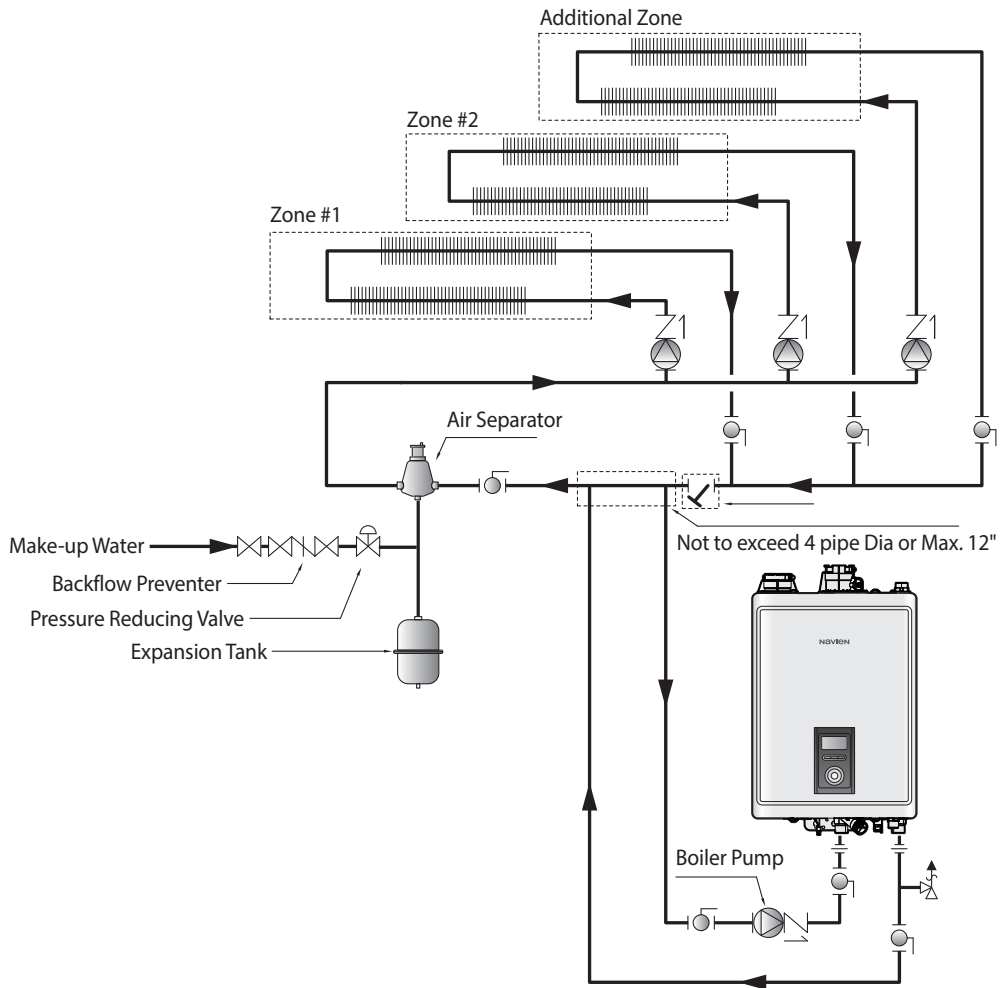 Additional Zone
Zone #2
Zone #1
Air Separator
Not to exceed 4 pipe Dia or Max. 12"
Make-up Water
Backflow Preventer
Pressure Reducing Valve
Expansion Tank
NAVIEN
Boiler Pump